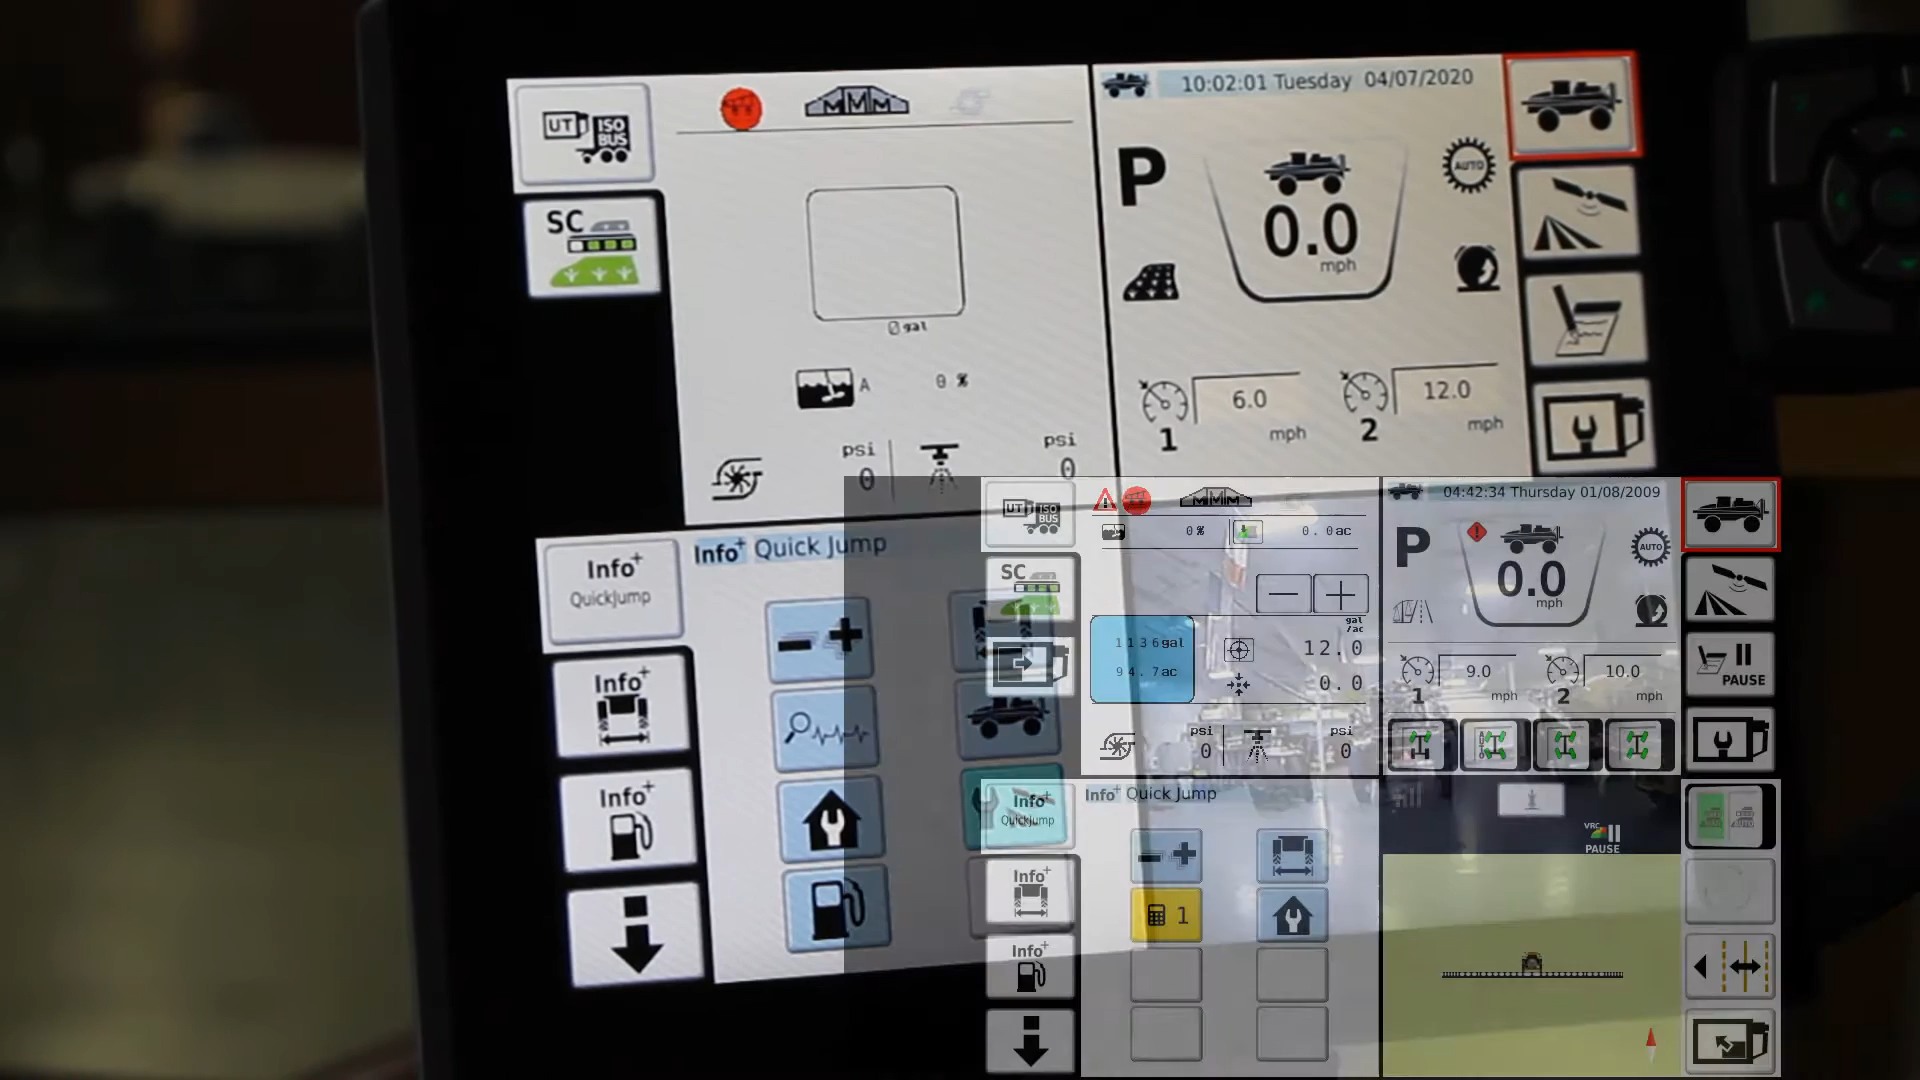 UT ISO BUS
10:02:01 Tuesday 04/07/2020
P
AUTO
0.0
mph
SC
0 gal
A 0 %
6.0
12.0
1 mph
2 mph
psi
0
psi
0
Info+
QuickJump
Info+ Quick Jump
Info+
Info+
UT ISO BUS
SC
0% 0.0ac
gal/ac
1136gal
94.7ac
12.0
0.0
psi
0
psi
0
04:42:34 Thursday 01/08/2009
P
AUTO
0.0
mph
9.0
10.0
1 mph
2 mph
PAUSE
Info+
QuickJump
Info+ Quick Jump
Info+
1
Info+
VRC
PAUSE